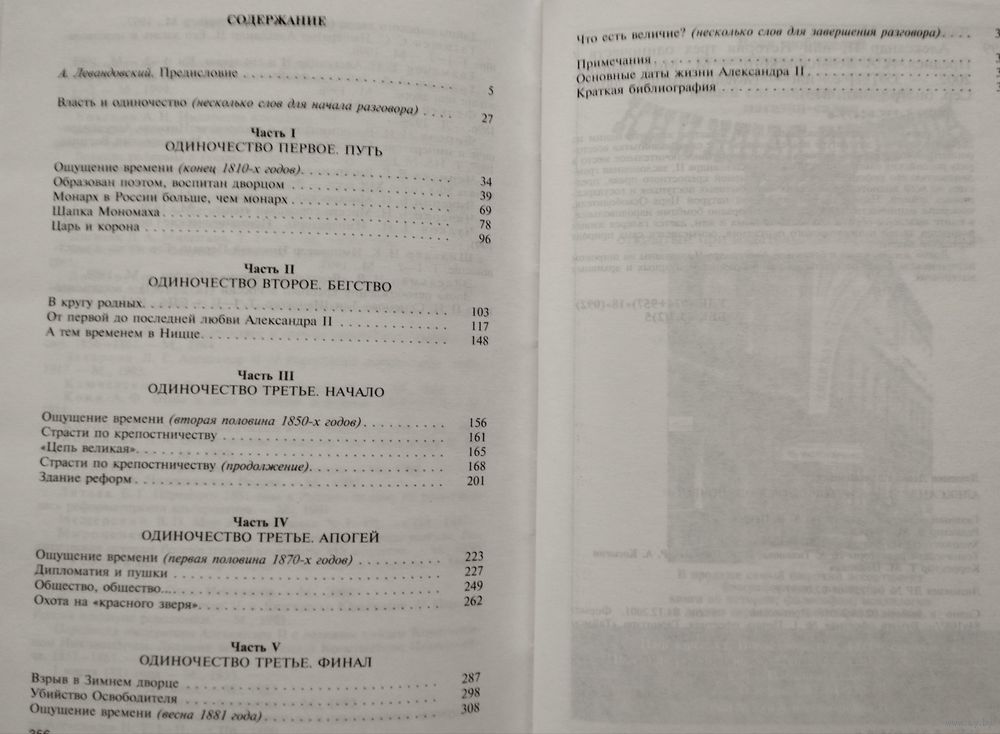 СОДЕРЖАНИЕ
А. Левандовский. Предисловие . . . . . . . . . . . . . . . . . . . 5
Власть и одиночество (несколько слов для начала разговора) . . . . 27
Часть I
ОДИНОЧЕСТВО ПЕРВОЕ. ПУТЬ
Ощущение времени (конец 1810-х годов). . . . . . . . . . . . . 34
Образован поэтом, воспитан дворцом . . . . . . . . . . . . . . 39
Монарх в России больше, чем монарх . . . . . . . . . . . . . . 69
Шапка Мономаха . . . . . . . . . . . . . . . . . . . . . . . . 78
Царь и корона . . . . . . . . . . . . . . . . . . . . . . . . 96
Часть II
ОДИНОЧЕСТВО ВТОРОЕ. БЕГСТВО
В кругу родных. . . . . . . . . . . . . . . . . . . . . . . . 103
От первой до последней любви Александра II . . . . . . . . . . 117
А тем временем в Ницце. . . . . . . . . . . . . . . . . . . . 148
Часть III
ОДИНОЧЕСТВО ТРЕТЬЕ. НАЧАЛО
Ощущение времени (вторая половина 1850-х годов) . . . . . . . . 156
Страсти по крепостничеству . . . . . . . . . . . . . . . . . . 161
«Цепь великая». . . . . . . . . . . . . . . . . . . . . . . . 165
Страсти по крепостничеству (продолжение). . . . . . . . . . . . 168
Здание реформ . . . . . . . . . . . . . . . . . . . . . . . . 201
Часть IV
ОДИНОЧЕСТВО ТРЕТЬЕ. АПОГЕЙ
Ощущение времени (первая половина 1870-х годов) . . . . . . . . 223
Дипломатия и пушки . . . . . . . . . . . . . . . . . . . . . . 227
Общество, общество... . . . . . . . . . . . . . . . . . . . . 249
Охота на «красного зверя». . . . . . . . . . . . . . . . . . . 262
Часть V
ОДИНОЧЕСТВО ТРЕТЬЕ. ФИНАЛ
Взрыв в Зимнем дворце . . . . . . . . . . . . . . . . . . . . 287
Убийство Освободителя . . . . . . . . . . . . . . . . . . . . 298
Ощущение времени (весна 1881 года) . . . . . . . . . . . . . . 308
Что есть величие? (несколько слов для завершения разговора). . . . 3
Примечания . . . . . . . . . . . . . . . . . . . . . . . . . .
Основные даты жизни Александра II . . . . . . . . . . . . . . . 3
Краткая библиография . . . . . . . . . . . . . . . . . . . . . 3